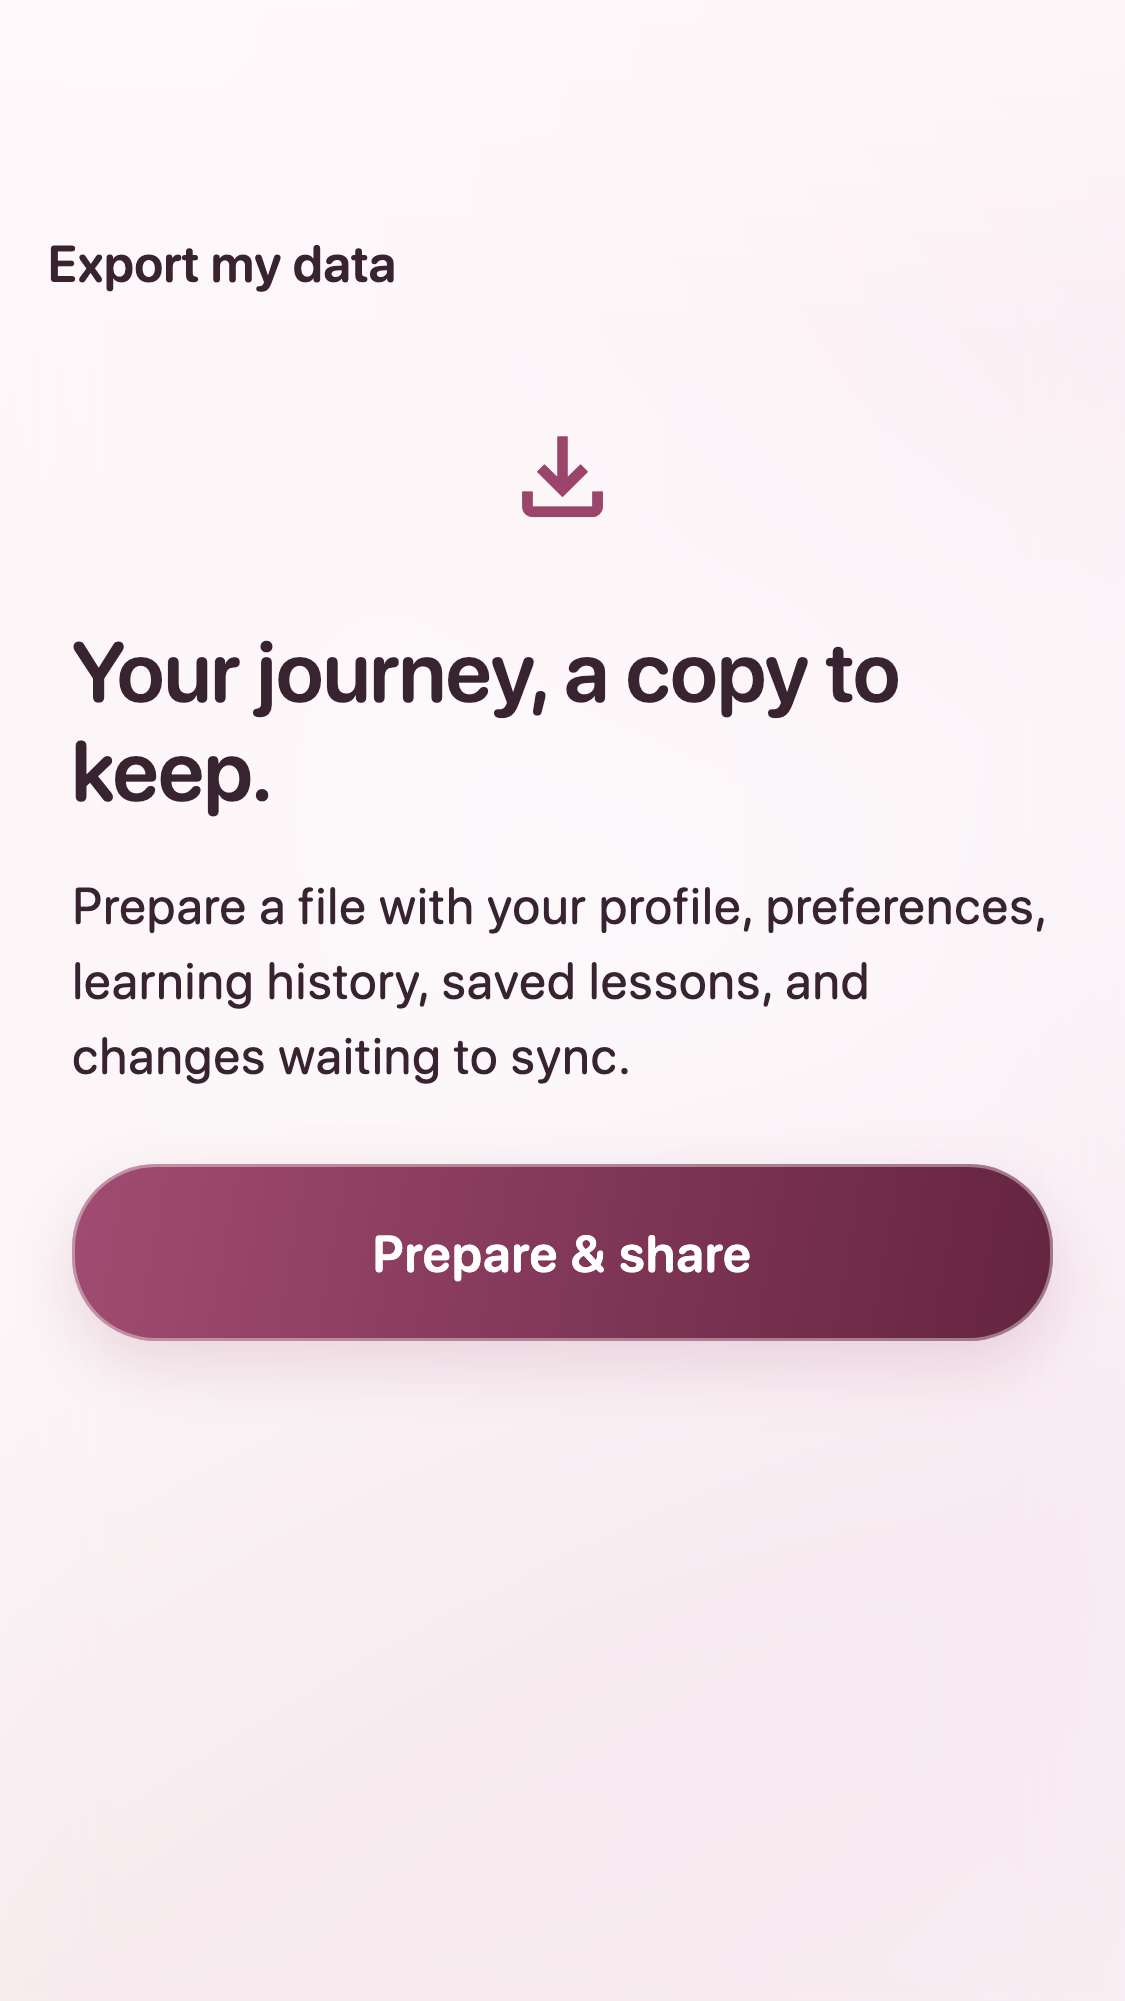 Export my data
Your journey, a copy to
keep.
Prepare a file with your profile, preferences,
learning history, saved lessons, and
changes waiting to sync.
Prepare & share